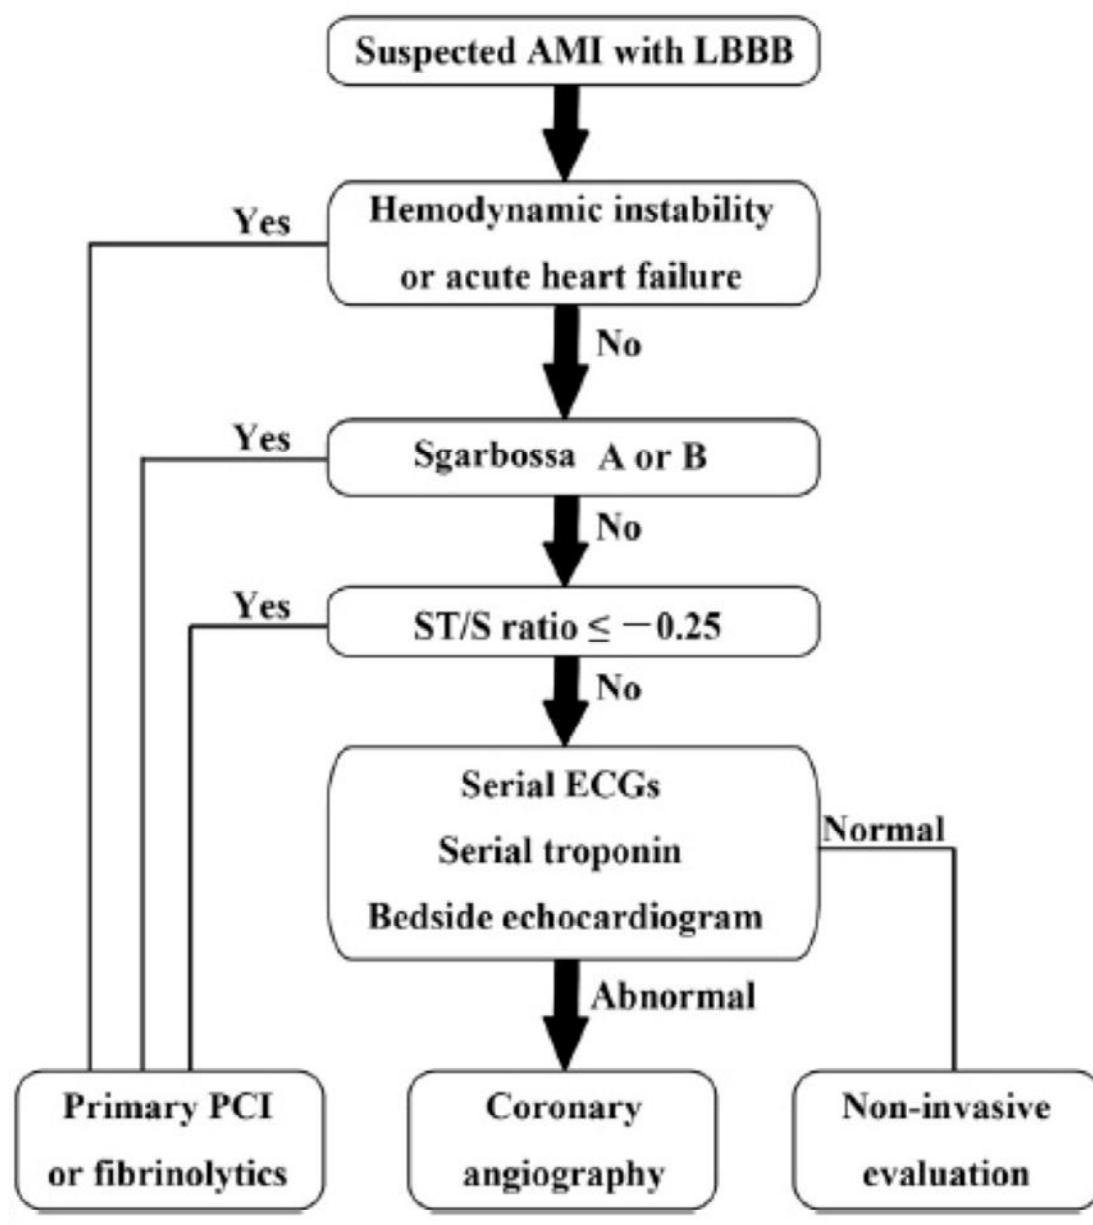 Suspected AMI with LBBB
Yes
Hemodynamic instability
or acute heart failure
No
Yes
Sgarbossa A or B
No
Yes
ST/S ratio ≤ −0.25
No
Serial ECGs
Serial troponin
Bedside echocardiogram
Normal
Abnormal
Primary PCI
or fibrinolytics
Coronary
angiography
Non-invasive
evaluation